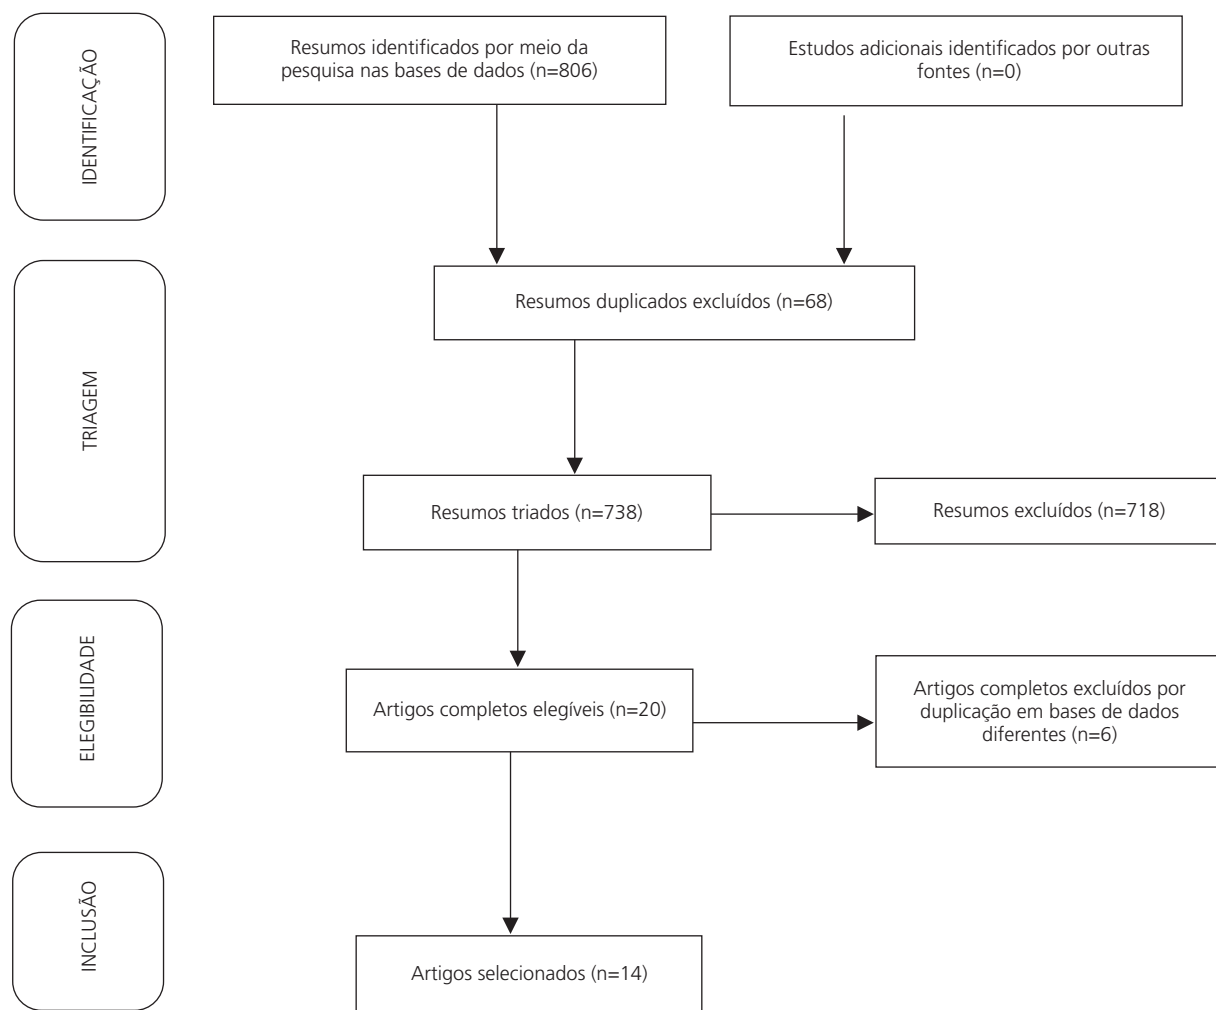 IDENTIFICAÇÃO
Resumos identificados por meio da
pesquisa nas bases de dados (n=806)
Estudos adicionais identificados por outras
fontes (n=0)
TRIAGEM
Resumos duplicados excluídos (n=68)
Resumos triados (n=738)
Resumos excluídos (n=718)
ELEGIBILIDADE
Artigos completos elegíveis (n=20)
Artigos completos excluídos por
duplicação em bases de dados
diferentes (n=6)
INCLUSÃO
Artigos selecionados (n=14)